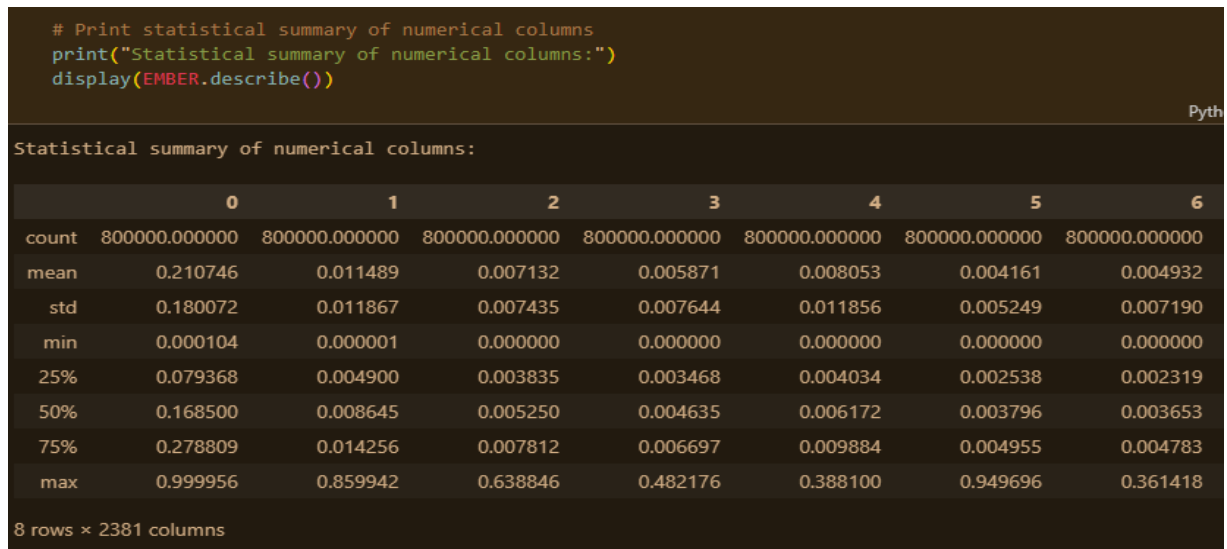 # Print statistical summary of numerical columns
print("Statistical summary of numerical columns:")
display(EMBER.describe())
Pyth
Statistical summary of numerical columns:
0 1 2 3 4 5 6
count 800000.000000 800000.000000 800000.000000 800000.000000 800000.000000 800000.000000 800000.000000
mean 0.210746 0.011489 0.007132 0.005871 0.008053 0.004161 0.004932
std 0.180072 0.011867 0.007435 0.007644 0.011856 0.005249 0.007190
min 0.000104 0.000001 0.000000 0.000000 0.000000 0.000000 0.000000
25% 0.079368 0.004900 0.003835 0.003468 0.004034 0.002538 0.002319
50% 0.168500 0.008645 0.005250 0.004635 0.006172 0.003796 0.003653
75% 0.278809 0.014256 0.007812 0.006697 0.009884 0.004955 0.004783
max 0.999956 0.859942 0.638846 0.482176 0.388100 0.949696 0.361418
8 rows × 2381 columns